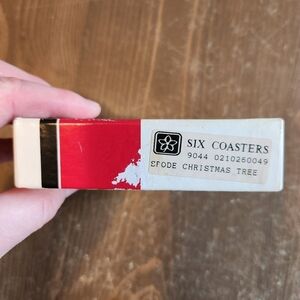 SIX COASTERS
9044 0210260049
SPODE CHRISTMAS TREE